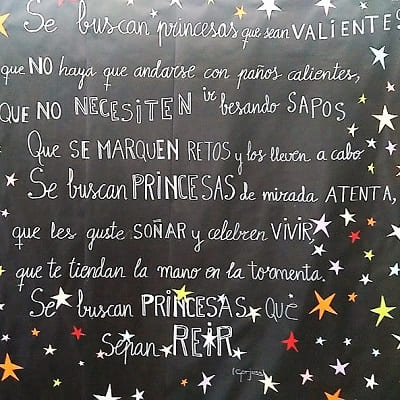 Se buscan princesas que sean VALIENTES
que NO haya que andarse con paños calientes,
QUE NO NECESITEN ir besando SAPOS
Que SE MARQUEN RETOS y los lleven a cabo
Se buscan PRINCESAS de mirada ATENTA,
que les guste SOÑAR y celebren VIVIR,
que te tiendan la mano en la tormenta.
Se buscan PRINCESAS QUE
SEPAN REIR